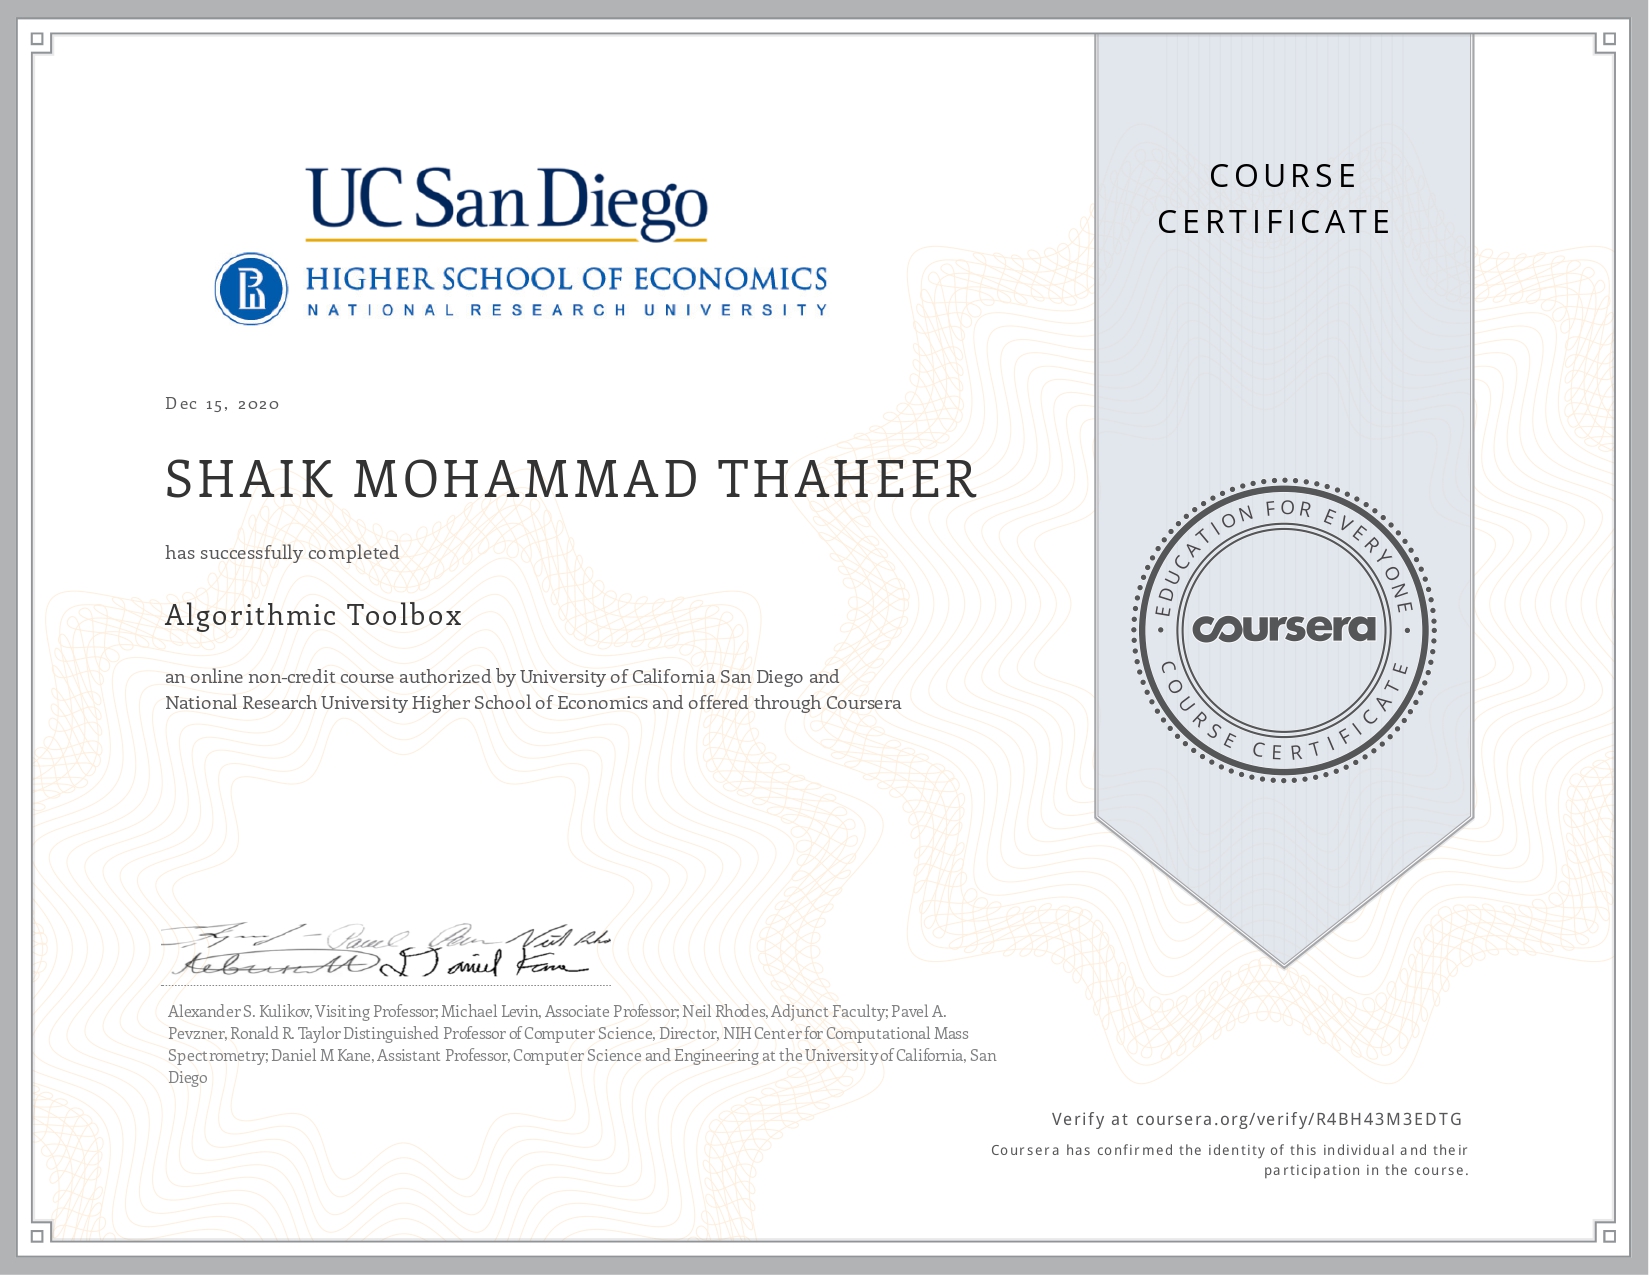 UC San Diego
HIGHER SCHOOL OF ECONOMICS
NATIONAL RESEARCH UNIVERSITY
COURSE
CERTIFICATE
Dec 15, 2020
SHAIK MOHAMMAD THAHEER
has successfully completed
Algorithmic Toolbox
an online non-credit course authorized by University of California San Diego and
National Research University Higher School of Economics and offered through Coursera
EDUCATION FOR EVERYONE
coursera
COURSE CERTIFICATE
Alexander S. Kulikov, Visiting Professor; Michael Levin, Associate Professor; Neil Rhodes, Adjunct Faculty; Pavel A.
Pevzner, Ronald R. Taylor Distinguished Professor of Computer Science, Director, NIH Center for Computational Mass
Spectrometry; Daniel M Kane, Assistant Professor, Computer Science and Engineering at the University of California, San
Diego
Verify at coursera.org/verify/R4BH43M3EDTG
Coursera has confirmed the identity of this individual and their
participation in the course.